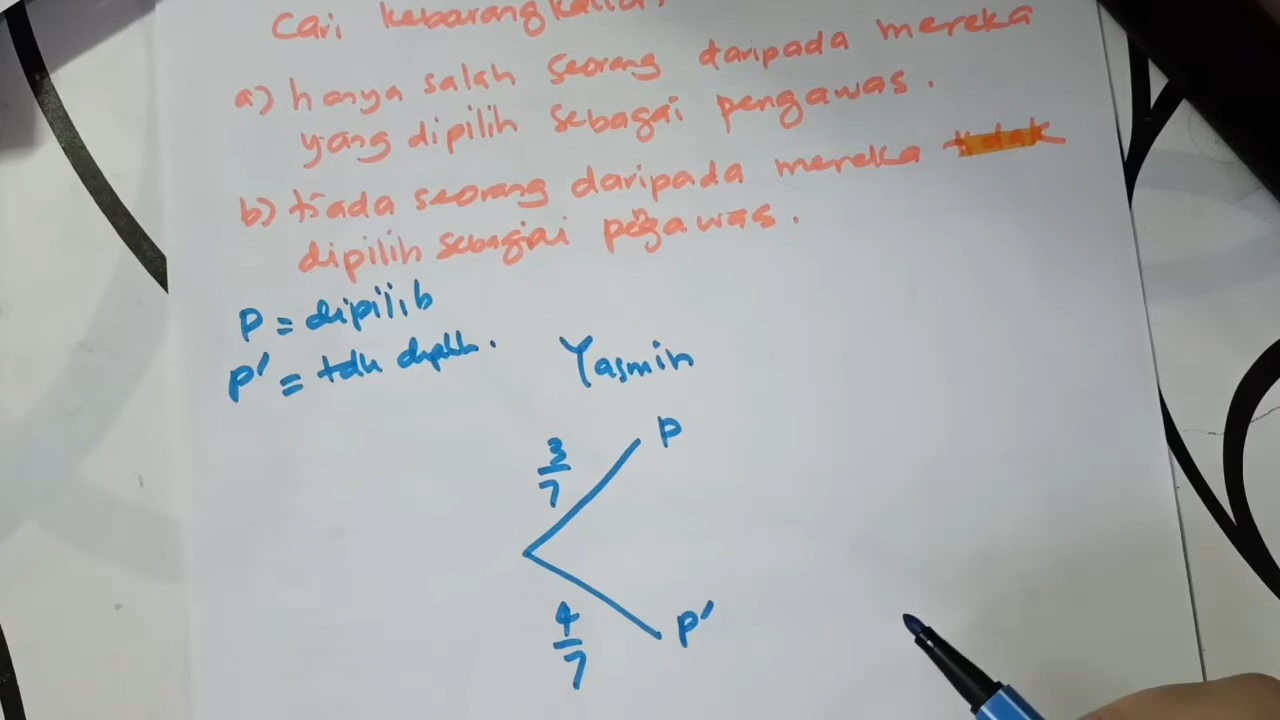 Cari kebarangkalian
a) hanya salah seorang daripada mereka
yang dipilih sebagai pengawas.
b) tiada seorang daripada mereka tidak
dipilih sebagai pegawas.
P = dipilih
P' = tdk dipilih.
Yasmin
P
3/7
4/7
P'